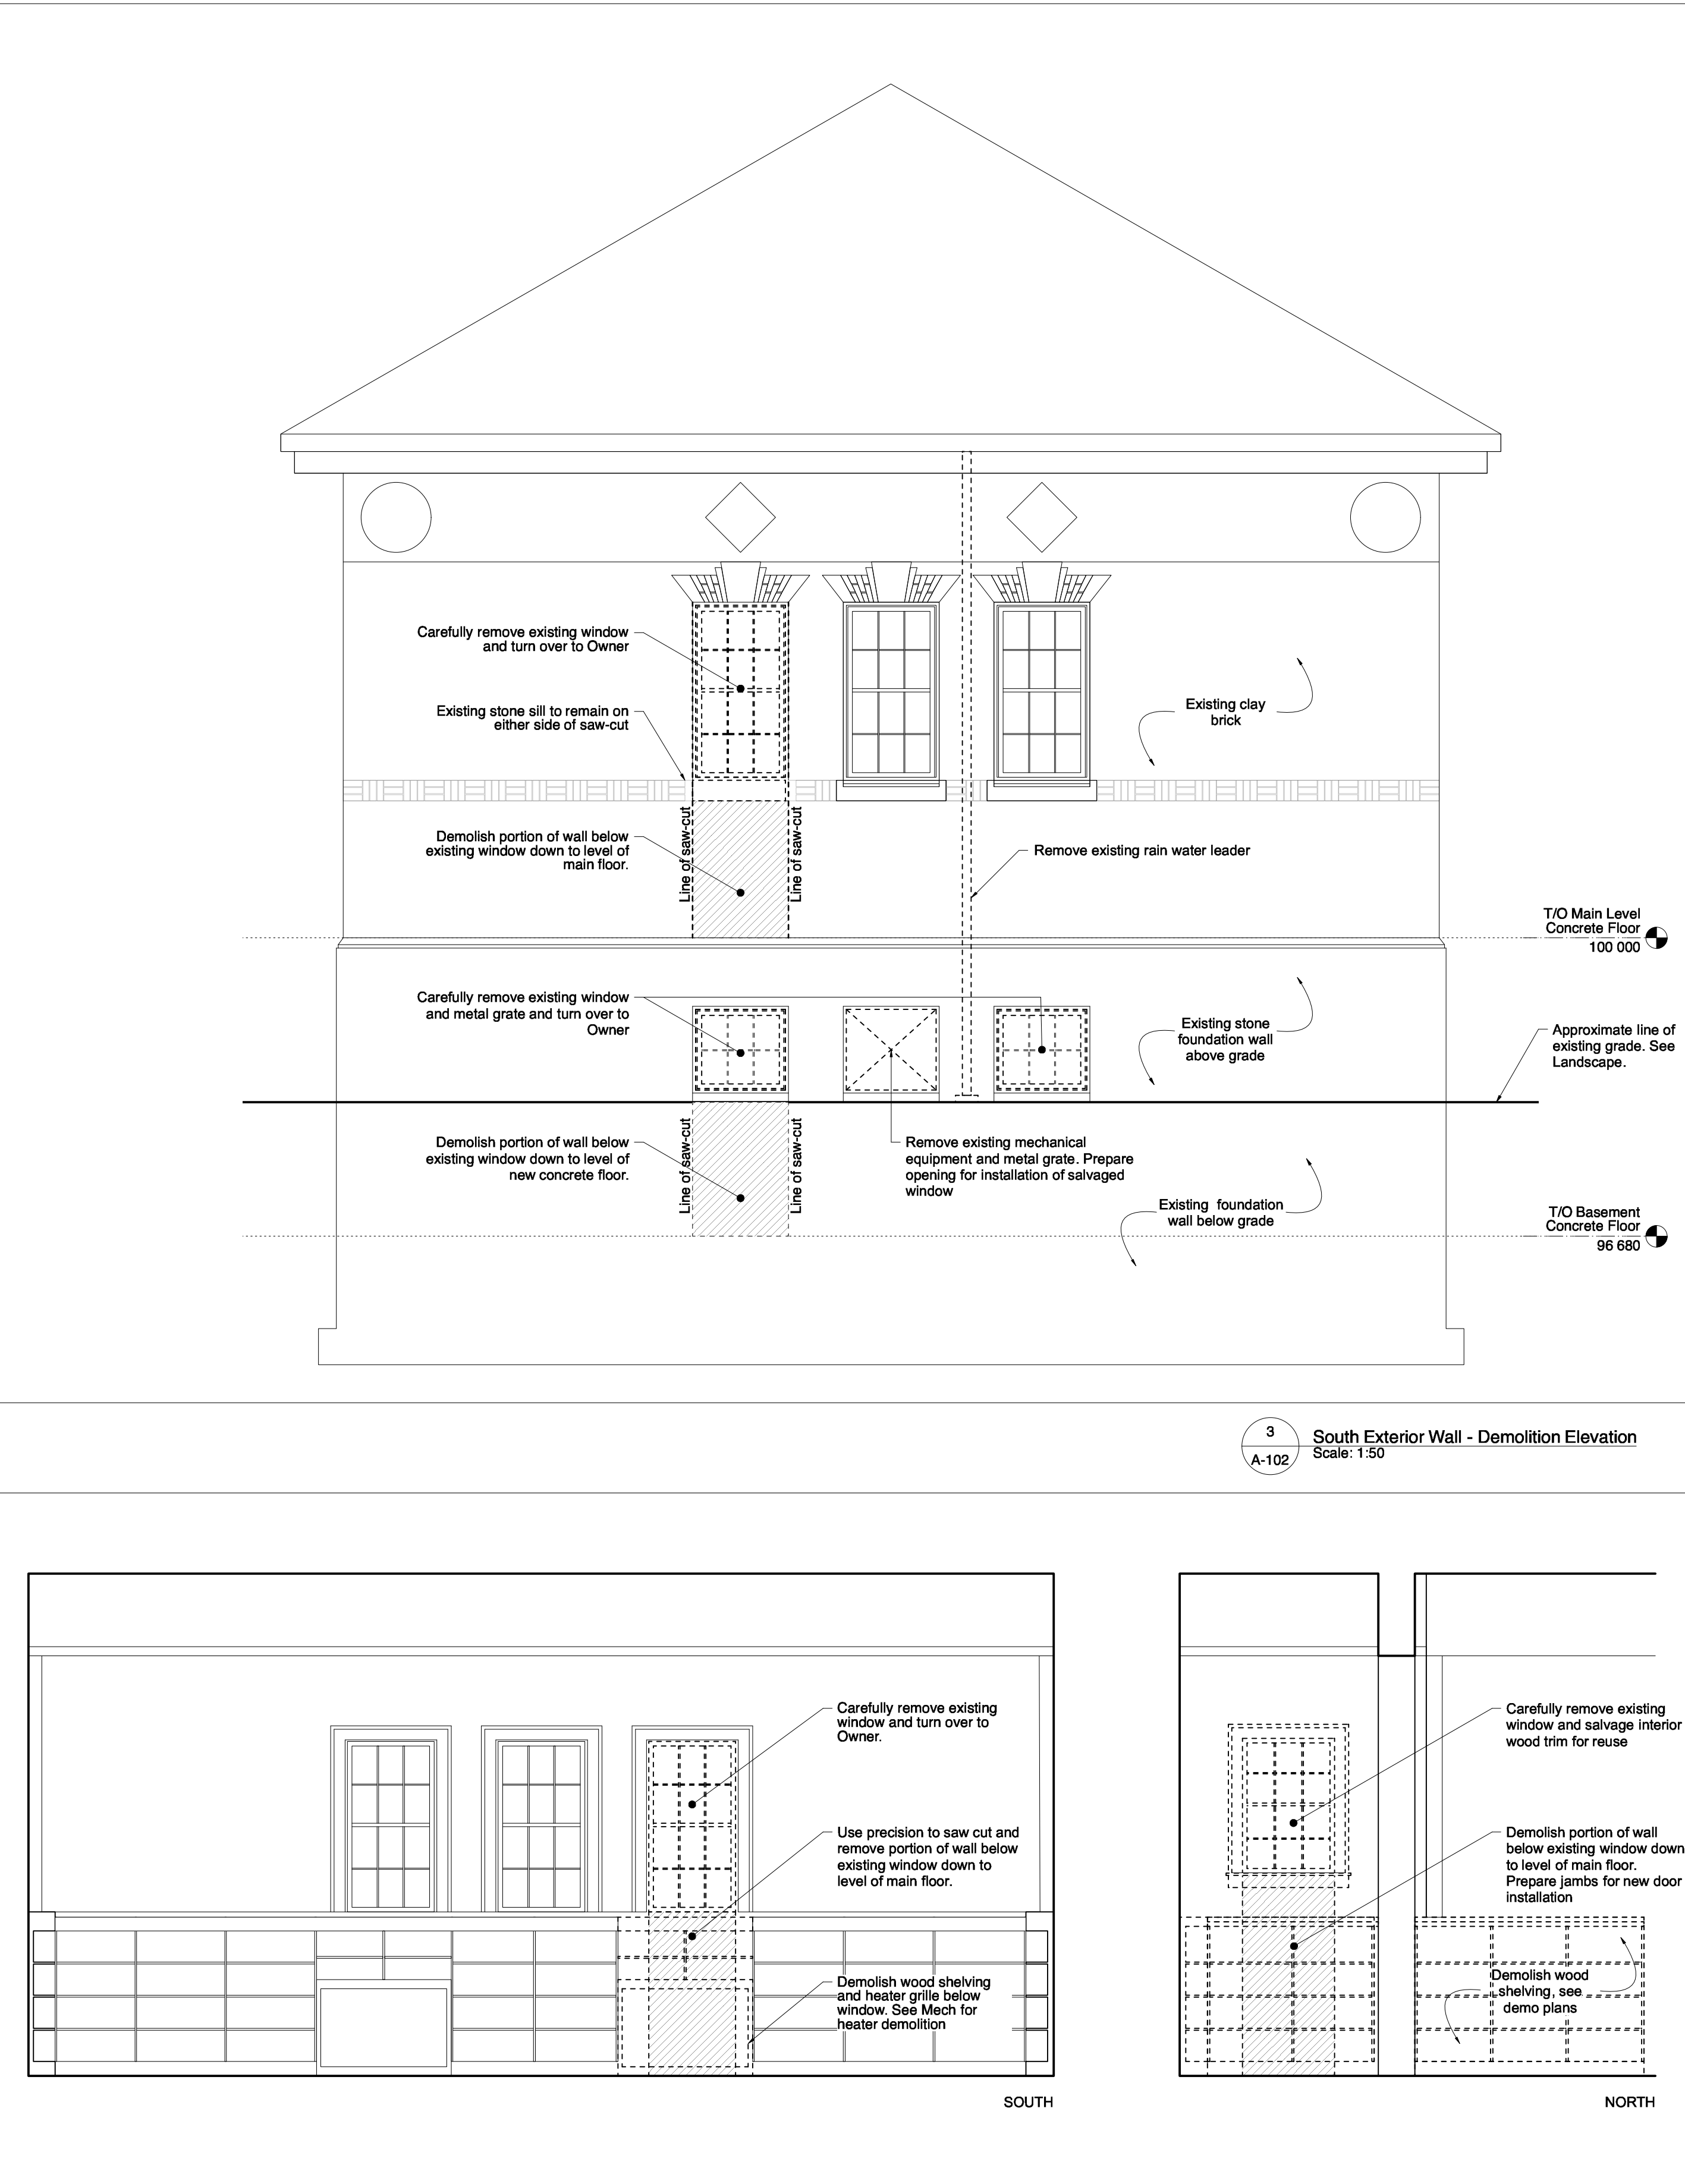 Carefully remove existing window
and turn over to Owner
Existing stone sill to remain on
either side of saw-cut
Existing clay
brick
Line of saw-cut
Line of saw-cut
Demolish portion of wall below
existing window down to level of
main floor.
Remove existing rain water leader
T/O Main Level
Concrete Floor
100 000
Carefully remove existing window
and metal grate and turn over to
Owner
Existing stone
foundation wall
above grade
Approximate line of
existing grade. See
Landscape.
Line of saw-cut
Line of saw-cut
Demolish portion of wall below
existing window down to level of
new concrete floor.
Remove existing mechanical
equipment and metal grate. Prepare
opening for installation of salvaged
window
Existing foundation
wall below grade
T/O Basement
Concrete Floor
96 680
3
A-102
South Exterior Wall - Demolition Elevation
Scale: 1:50
Carefully remove existing
window and turn over to
Owner.
Use precision to saw cut and
remove portion of wall below
existing window down to
level of main floor.
Demolish wood shelving
and heater grille below
window. See Mech for
heater demolition
SOUTH
Carefully remove existing
window and salvage interior
wood trim for reuse
Demolish portion of wall
below existing window down
to level of main floor.
Prepare jambs for new door
installation
Demolish wood
shelving, see
demo plans
NORTH